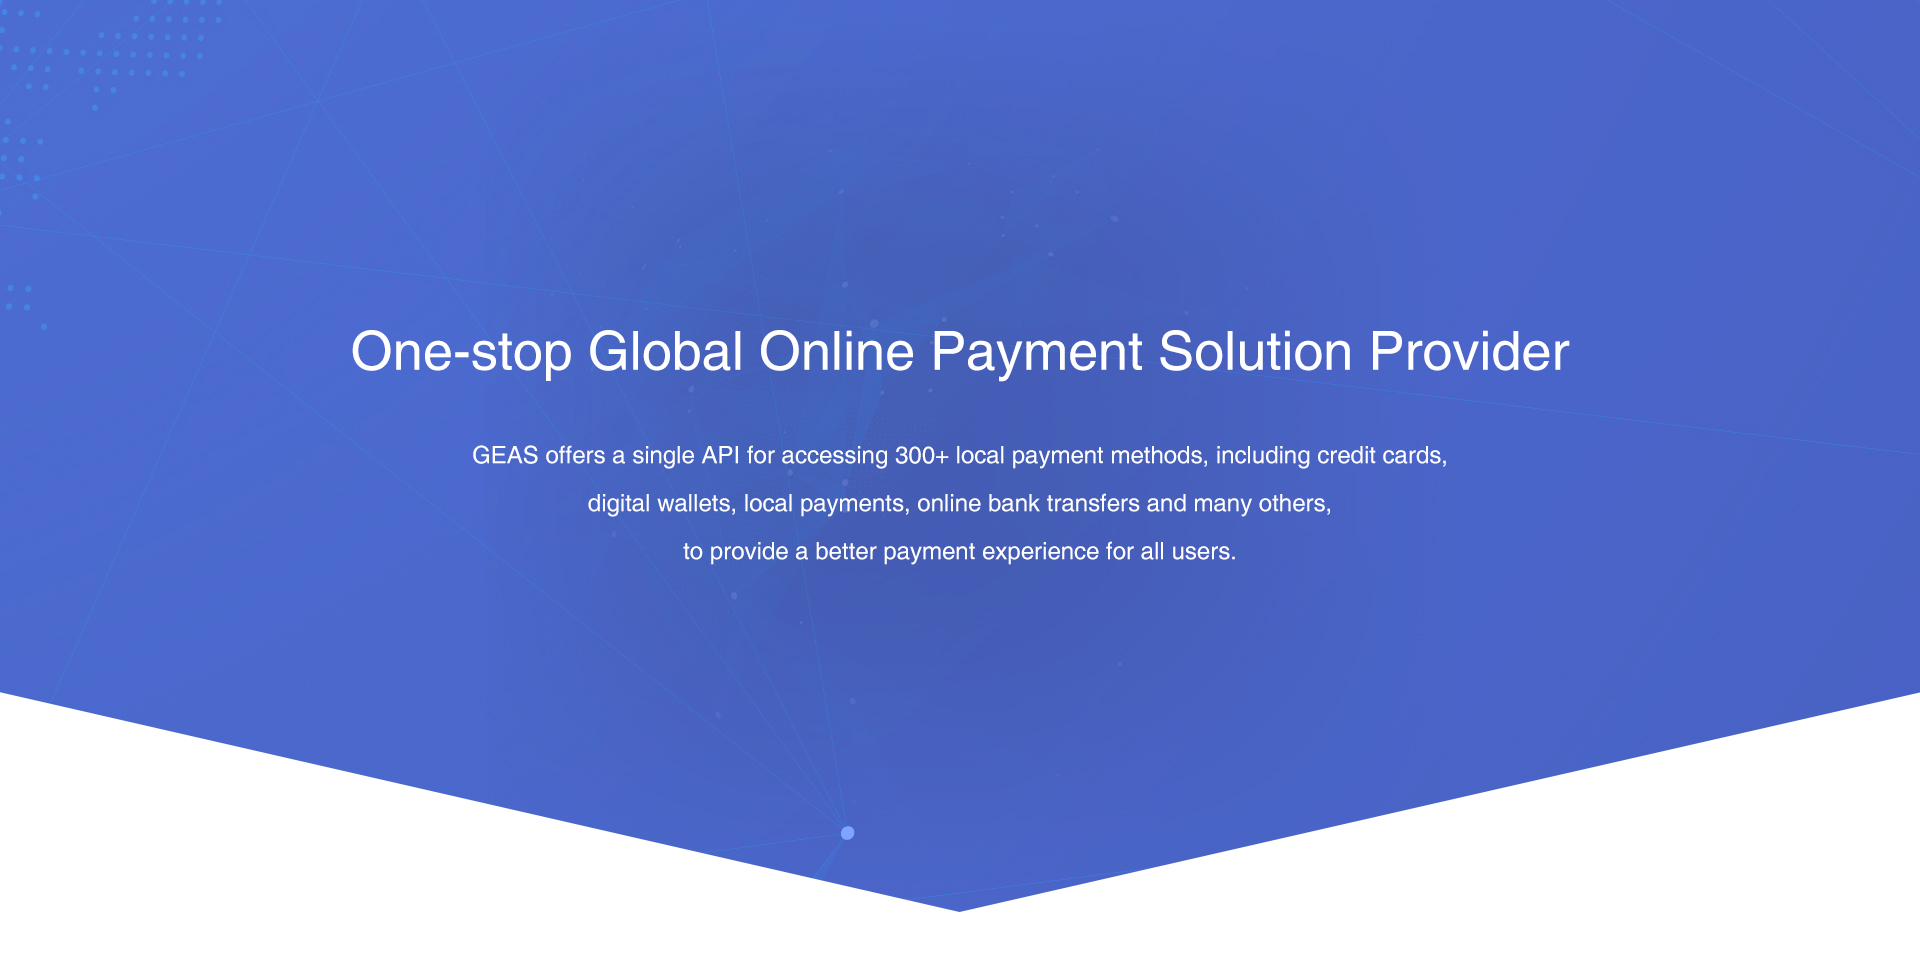 One-stop Global Online Payment Solution Provider
GEAS offers a single API for accessing 300+ local payment methods, including credit cards,
digital wallets, local payments, online bank transfers and many others,
to provide a better payment experience for all users.